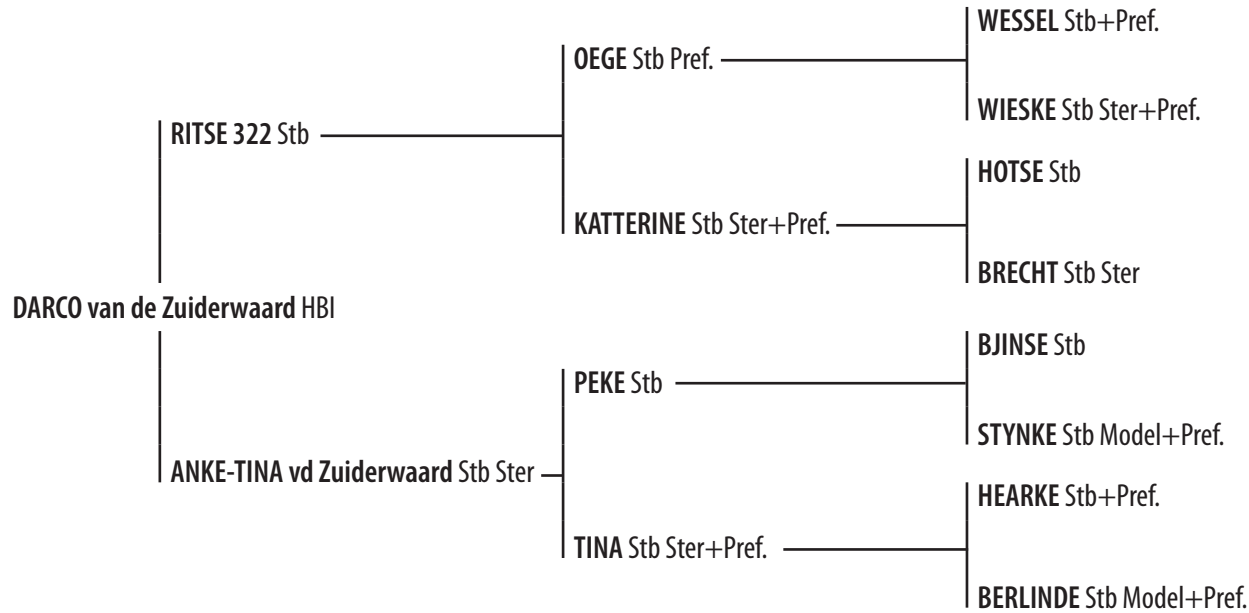 WESSEL Stb+Pref.
OEGE Stb Pref.
WIESKE Stb Ster+Pref.
RITSE 322 Stb
HOTSE Stb
KATTERINE Stb Ster+Pref.
BRECHT Stb Ster
DARCO van de Zuiderwaard HBI
BJINSE Stb
PEKE Stb
STYNKE Stb Model+Pref.
ANKE-TINA vd Zuiderwaard Stb Ster
HEARKE Stb+Pref.
TINA Stb Ster+Pref.
BERLINDE Stb Model+Pref.